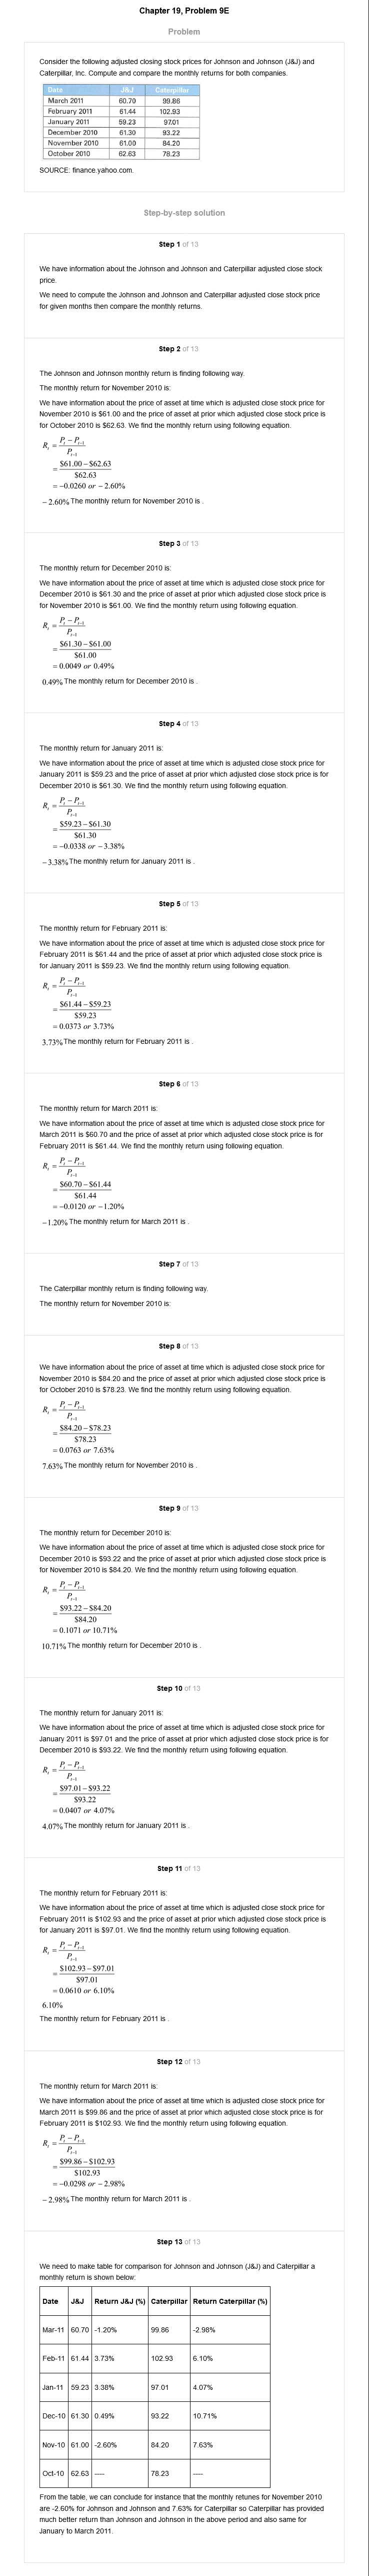 Chapter 19, Problem 9E
Problem
Consider the following adjusted closing stock prices for Johnson and Johnson (J&J) and
Caterpillar, Inc. Compute and compare the monthly returns for both companies.
Date J&J Caterpillar
March 2011 60.70 99.86
February 2011 61.44 102.93
January 2011 59.23 97.01
December 2010 61.30 93.22
November 2010 61.00 84.20
October 2010 62.63 78.23
SOURCE: finance.yahoo.com.
Step-by-step solution
Step 1 of 13
We have information about the Johnson and Johnson and Caterpillar adjusted close stock
price.
We need to compute the Johnson and Johnson and Caterpillar adjusted close stock price
for given months then compare the monthly returns.
Step 2 of 13
The Johnson and Johnson monthly return is finding following way.
The monthly return for November 2010 is:
We have information about the price of asset at time which is adjusted close stock price for
November 2010 is $61.00 and the price of asset at prior which adjusted close stock price is
for October 2010 is $62.63. We find the monthly return using following equation.
R_t = (P_t − P_{t−1}) / P_{t−1}
= ($61.00 − $62.63) / $62.63
= −0.0260 or − 2.60%
− 2.60% The monthly return for November 2010 is .
Step 3 of 13
The monthly return for December 2010 is:
We have information about the price of asset at time which is adjusted close stock price for
December 2010 is $61.30 and the price of asset at prior which adjusted close stock price is
for November 2010 is $61.00. We find the monthly return using following equation.
R_t = (P_t − P_{t−1}) / P_{t−1}
= ($61.30 − $61.00) / $61.00
= 0.0049 or 0.49%
0.49% The monthly return for December 2010 is .
Step 4 of 13
The monthly return for January 2011 is:
We have information about the price of asset at time which is adjusted close stock price for
January 2011 is $59.23 and the price of asset at prior which adjusted close stock price is for
December 2010 is $61.30. We find the monthly return using following equation.
R_t = (P_t − P_{t−1}) / P_{t−1}
= ($59.23 − $61.30) / $61.30
= −0.0338 or − 3.38%
− 3.38% The monthly return for January 2011 is .
Step 5 of 13
The monthly return for February 2011 is:
We have information about the price of asset at time which is adjusted close stock price for
February 2011 is $61.44 and the price of asset at prior which adjusted close stock price is
for January 2011 is $59.23. We find the monthly return using following equation.
R_t = (P_t − P_{t−1}) / P_{t−1}
= ($61.44 − $59.23) / $59.23
= 0.0373 or 3.73%
3.73% The monthly return for February 2011 is .
Step 6 of 13
The monthly return for March 2011 is:
We have information about the price of asset at time which is adjusted close stock price for
March 2011 is $60.70 and the price of asset at prior which adjusted close stock price is for
February 2011 is $61.44. We find the monthly return using following equation.
R_t = (P_t − P_{t−1}) / P_{t−1}
= ($60.70 − $61.44) / $61.44
= −0.0120 or −1.20%
−1.20% The monthly return for March 2011 is .
Step 7 of 13
The Caterpillar monthly return is finding following way.
The monthly return for November 2010 is:
Step 8 of 13
We have information about the price of asset at time which is adjusted close stock price for
November 2010 is $84.20 and the price of asset at prior which adjusted close stock price is
for October 2010 is $78.23. We find the monthly return using following equation.
R_t = (P_t − P_{t−1}) / P_{t−1}
= ($84.20 − $78.23) / $78.23
= 0.0763 or 7.63%
7.63% The monthly return for November 2010 is .
Step 9 of 13
The monthly return for December 2010 is:
We have information about the price of asset at time which is adjusted close stock price for
December 2010 is $93.22 and the price of asset at prior which adjusted close stock price is
for November 2010 is $84.20. We find the monthly return using following equation.
R_t = (P_t − P_{t−1}) / P_{t−1}
= ($93.22 − $84.20) / $84.20
= 0.1071 or 10.71%
10.71% The monthly return for December 2010 is .
Step 10 of 13
The monthly return for January 2011 is:
We have information about the price of asset at time which is adjusted close stock price for
January 2011 is $97.01 and the price of asset at prior which adjusted close stock price is for
December 2010 is $93.22. We find the monthly return using following equation.
R_t = (P_t − P_{t−1}) / P_{t−1}
= ($97.01 − $93.22) / $93.22
= 0.0407 or 4.07%
4.07% The monthly return for January 2011 is .
Step 11 of 13
The monthly return for February 2011 is:
We have information about the price of asset at time which is adjusted close stock price for
February 2011 is $102.93 and the price of asset at prior which adjusted close stock price is
for January 2011 is $97.01. We find the monthly return using following equation.
R_t = (P_t − P_{t−1}) / P_{t−1}
= ($102.93 − $97.01) / $97.01
= 0.0610 or 6.10%
6.10%
The monthly return for February 2011 is .
Step 12 of 13
The monthly return for March 2011 is:
We have information about the price of asset at time which is adjusted close stock price for
March 2011 is $99.86 and the price of asset at prior which adjusted close stock price is for
February 2011 is $102.93. We find the monthly return using following equation.
R_t = (P_t − P_{t−1}) / P_{t−1}
= ($99.86 − $102.93) / $102.93
= −0.0298 or − 2.98%
− 2.98% The monthly return for March 2011 is .
Step 13 of 13
We need to make table for comparison for Johnson and Johnson (J&J) and Caterpillar a
monthly return is shown below:
Date J&J Return J&J (%) Caterpillar Return Caterpillar (%)
Mar-11 60.70 -1.20% 99.86 -2.98%
Feb-11 61.44 3.73% 102.93 6.10%
Jan-11 59.23 3.38% 97.01 4.07%
Dec-10 61.30 0.49% 93.22 10.71%
Nov-10 61.00 -2.60% 84.20 7.63%
Oct-10 62.63 ---- 78.23 ----
From the table, we can conclude for instance that the monthly retunes for November 2010
are -2.60% for Johnson and Johnson and 7.63% for Caterpillar so Caterpillar has provided
much better return than Johnson and Johnson in the above period and also same for
January to March 2011.